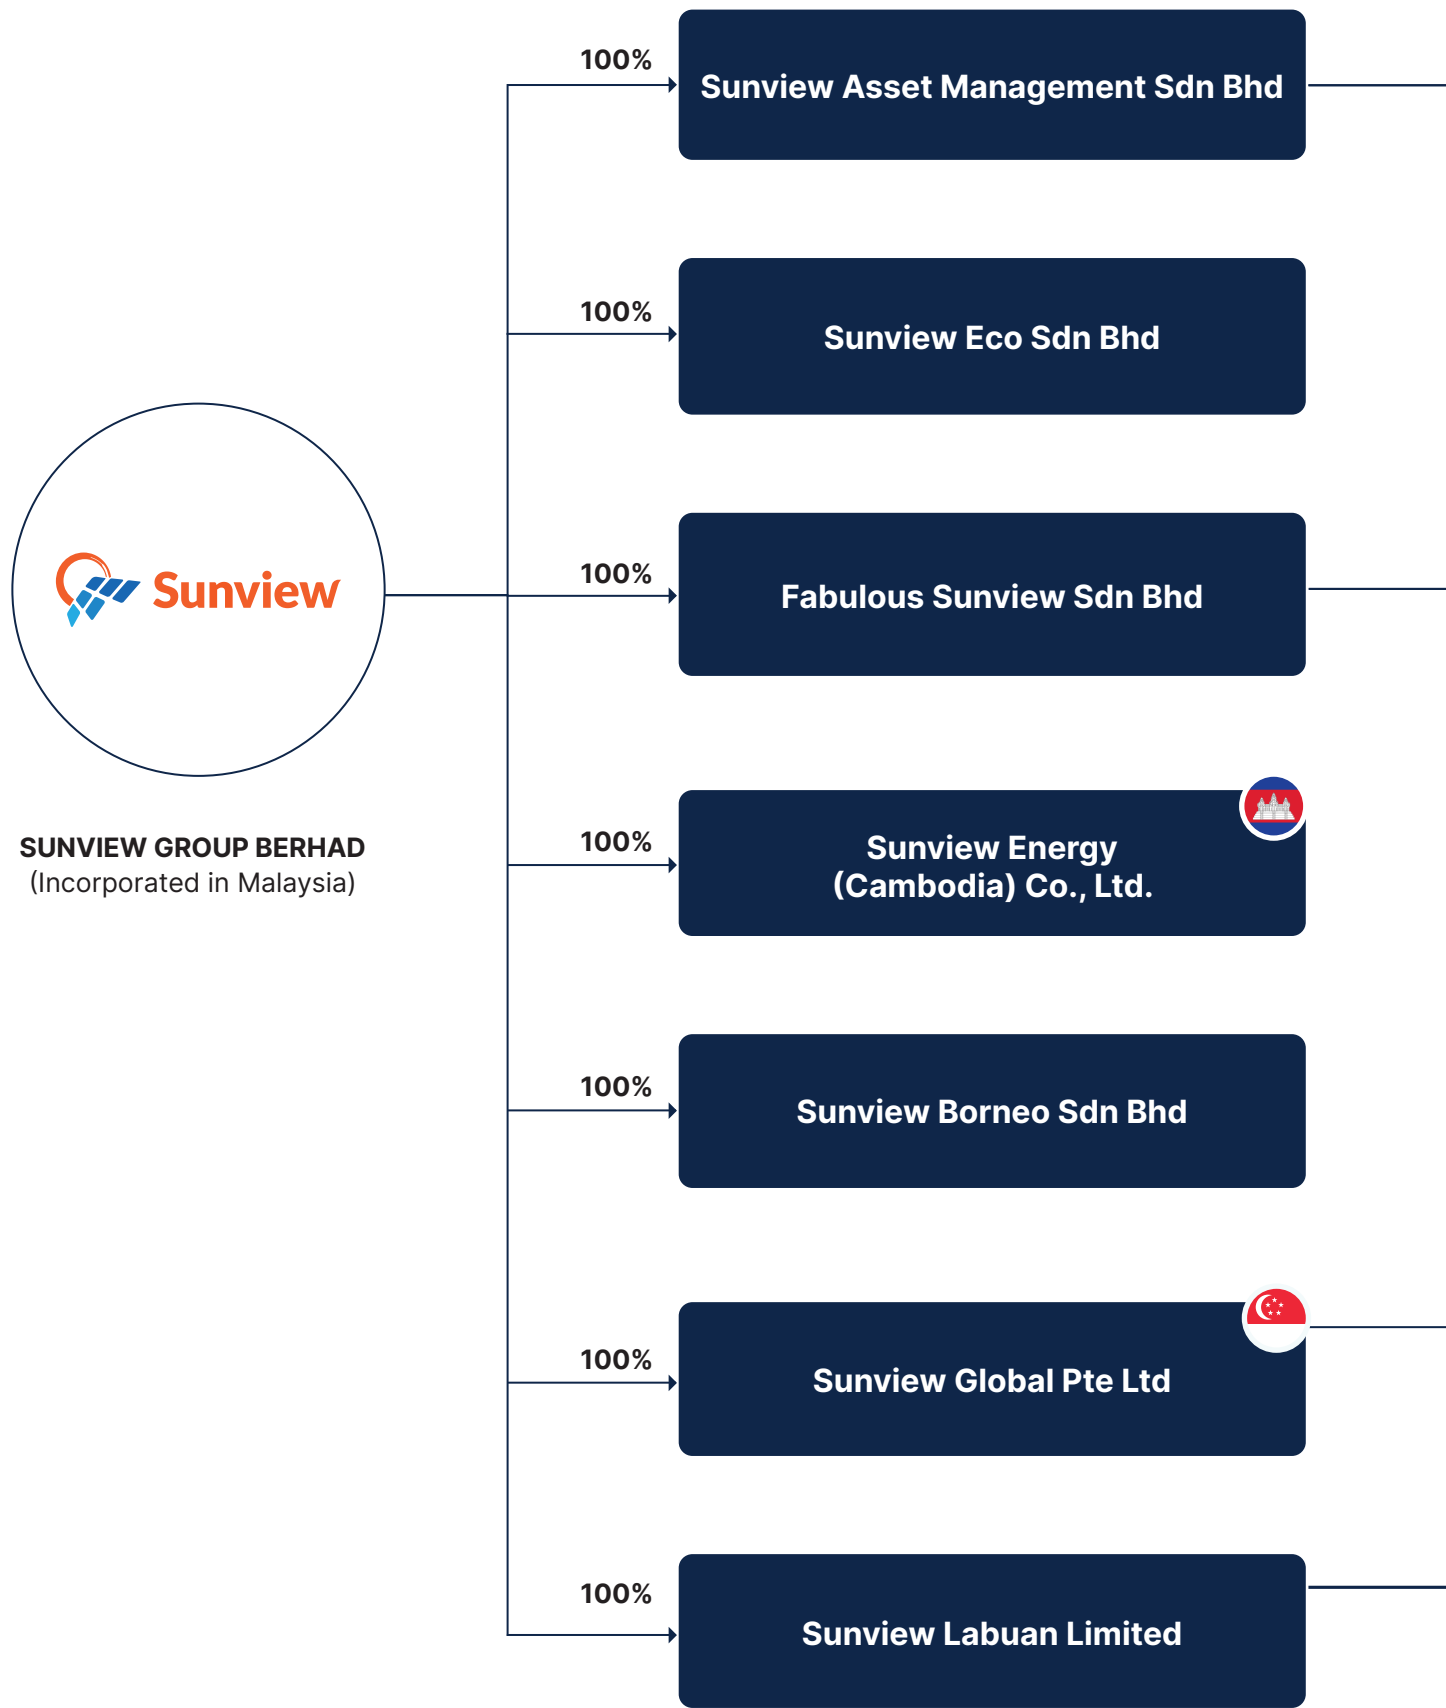 100%
Sunview Asset Management Sdn Bhd
100%
Sunview Eco Sdn Bhd
Sunview
100%
Fabulous Sunview Sdn Bhd
SUNVIEW GROUP BERHAD
(Incorporated in Malaysia)
100%
Sunview Energy
(Cambodia) Co., Ltd.
100%
Sunview Borneo Sdn Bhd
100%
Sunview Global Pte Ltd
100%
Sunview Labuan Limited